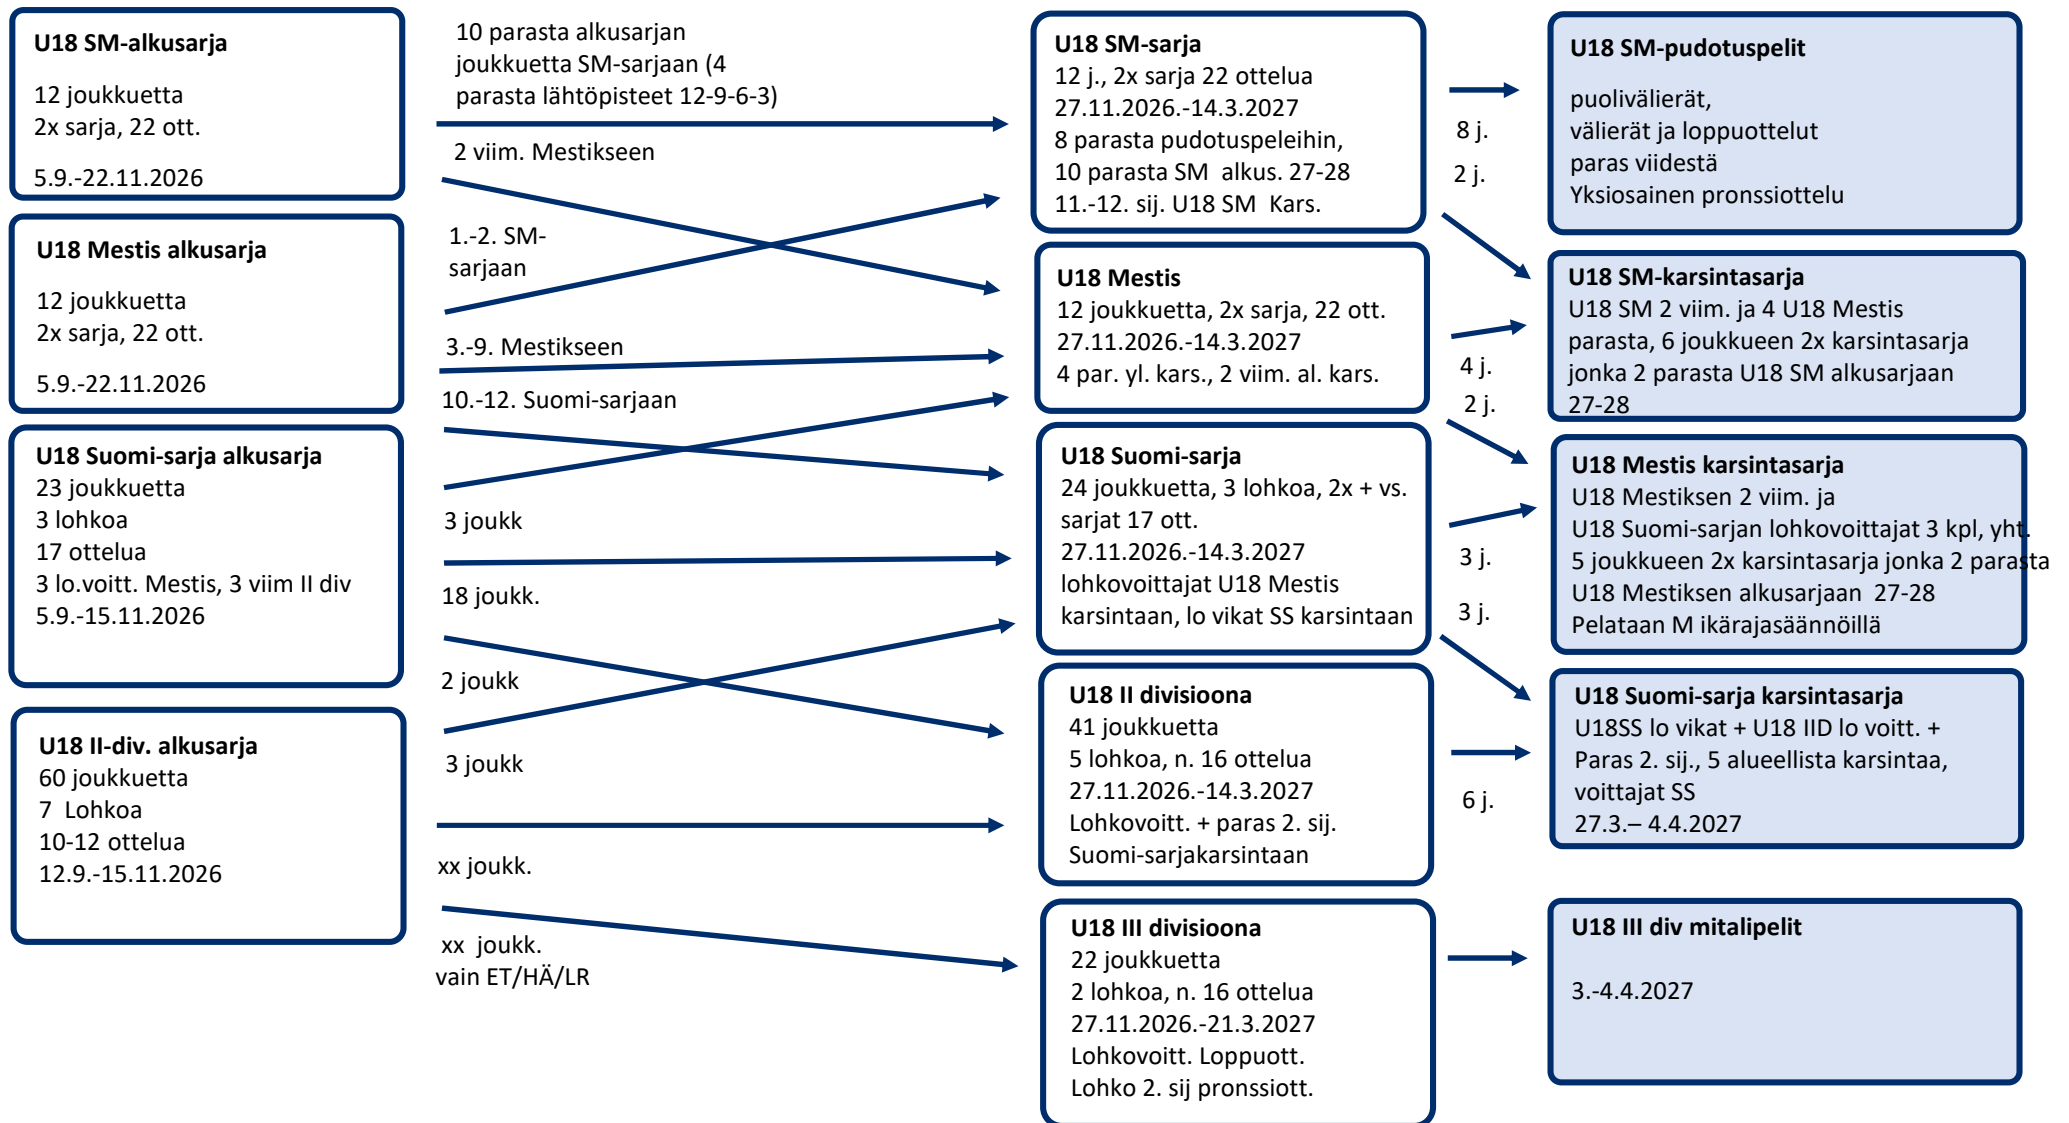 U18 SM-alkusarja
12 joukkuetta
2x sarja, 22 ott.
5.9.-22.11.2026
U18 Mestis alkusarja
12 joukkuetta
2x sarja, 22 ott.
5.9.-22.11.2026
U18 Suomi-sarja alkusarja
23 joukkuetta
3 lohkoa
17 ottelua
3 lo.voitt. Mestis, 3 viim II div
5.9.-15.11.2026
U18 II-div. alkusarja
60 joukkuetta
7  Lohkoa
10-12 ottelua
12.9.-15.11.2026
10 parasta alkusarjan
joukkuetta SM-sarjaan (4
parasta lähtöpisteet 12-9-6-3)
2 viim. Mestikseen
1.-2. SM-
sarjaan
3.-9. Mestikseen
10.-12. Suomi-sarjaan
3 joukk
18 joukk.
2 joukk
3 joukk
xx joukk.
xx  joukk.
vain ET/HÄ/LR
U18 SM-sarja
12 j., 2x sarja 22 ottelua
27.11.2026.-14.3.2027
8 parasta pudotuspeleihin,
10 parasta SM  alkus. 27-28
11.-12. sij. U18 SM  Kars.
U18 Mestis
12 joukkuetta, 2x sarja, 22 ott.
27.11.2026.-14.3.2027
4 par. yl. kars., 2 viim. al. kars.
U18 Suomi-sarja
24 joukkuetta, 3 lohkoa, 2x + vs.
sarjat 17 ott.
27.11.2026.-14.3.2027
lohkovoittajat U18 Mestis
karsintaan, lo vikat SS karsintaan
U18 II divisioona
41 joukkuetta
5 lohkoa, n. 16 ottelua
27.11.2026.-14.3.2027
Lohkovoitt. + paras 2. sij.
Suomi-sarjakarsintaan
U18 III divisioona
22 joukkuetta
2 lohkoa, n. 16 ottelua
27.11.2026.-21.3.2027
Lohkovoitt. Loppuott.
Lohko 2. sij pronssiott.
8 j.
2 j.
4 j.
2 j.
3 j.
3 j.
6 j.
U18 SM-pudotuspelit
puolivälierät,
välierät ja loppuottelut
paras viidestä
Yksiosainen pronssiottelu
U18 SM-karsintasarja
U18 SM 2 viim. ja 4 U18 Mestis
parasta, 6 joukkueen 2x karsintasarja
jonka 2 parasta U18 SM alkusarjaan
27-28
U18 Mestis karsintasarja
U18 Mestiksen 2 viim. ja
U18 Suomi-sarjan lohkovoittajat 3 kpl, yht.
5 joukkueen 2x karsintasarja jonka 2 parasta
U18 Mestiksen alkusarjaan  27-28
Pelataan M ikärajasäännöillä
U18 Suomi-sarja karsintasarja
U18SS lo vikat + U18 IID lo voitt. +
Paras 2. sij., 5 alueellista karsintaa,
voittajat SS
27.3.– 4.4.2027
U18 III div mitalipelit
3.-4.4.2027